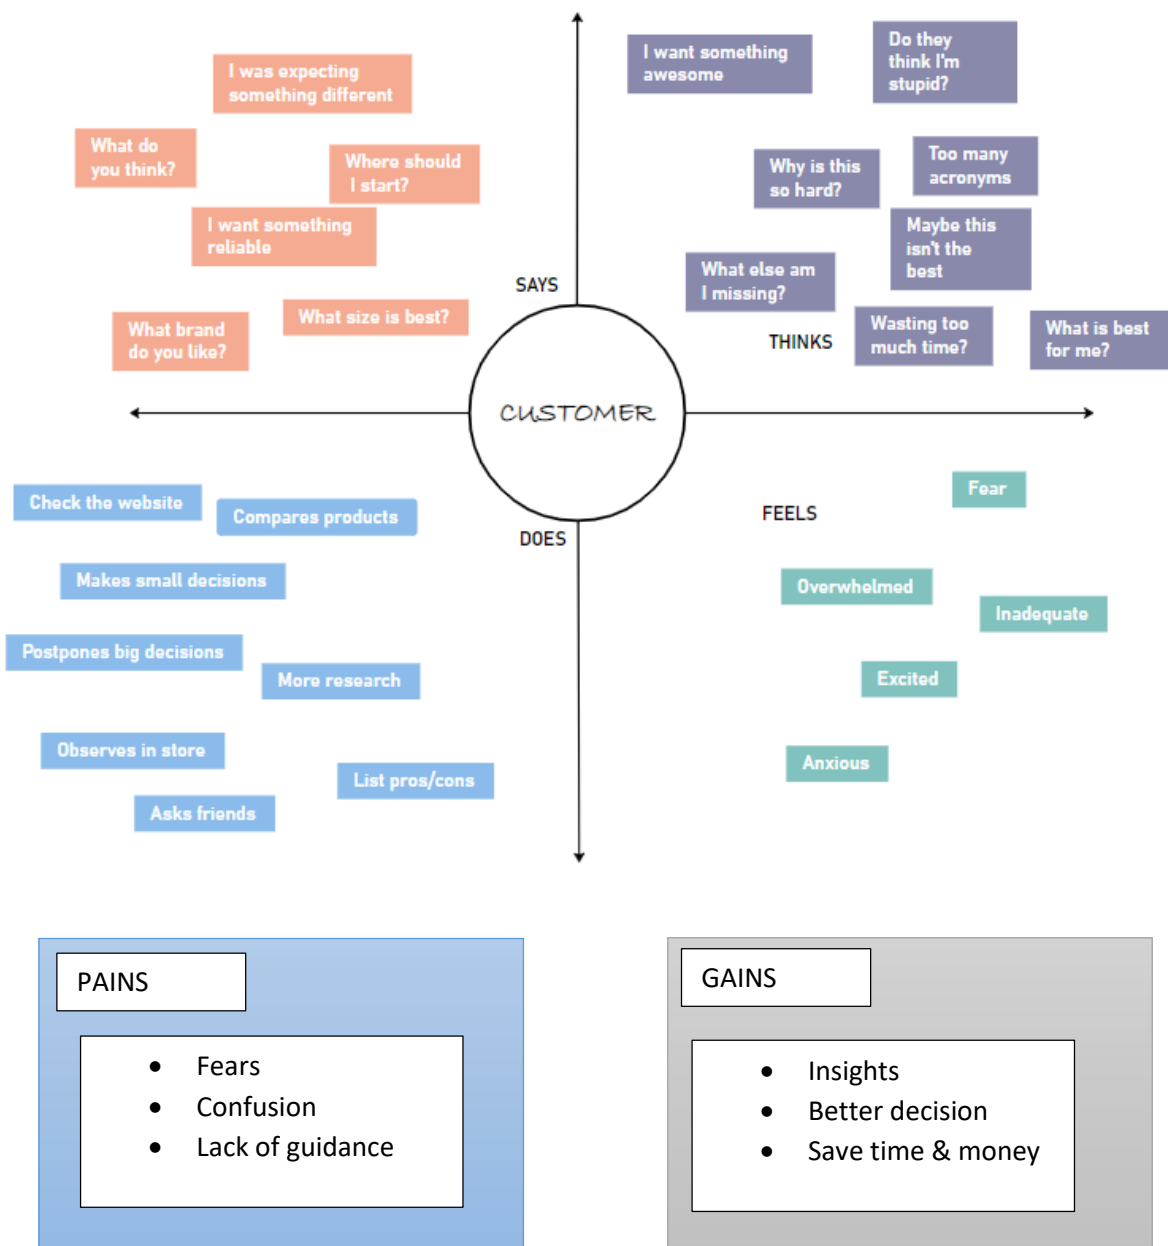 I was expecting
something different
What do
you think?
Where should
I start?
I want something
reliable
What size is best?
What brand
do you like?
SAYS
I want something
awesome
Do they
think I'm
stupid?
Why is this
so hard?
Too many
acronyms
Maybe this
isn't the
best
What else am
I missing?
Wasting too
much time?
What is best
for me?
THINKS
CUSTOMER
Check the website
Compares products
DOES
Makes small decisions
Postpones big decisions
More research
Observes in store
List pros/cons
Asks friends
FEELS
Fear
Overwhelmed
Inadequate
Excited
Anxious
PAINS
• Fears
• Confusion
• Lack of guidance
GAINS
• Insights
• Better decision
• Save time & money